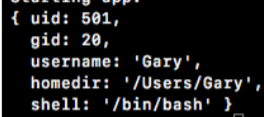 Starting app.
{ uid: 501,
gid: 20,
username: 'Gary',
homedir: '/Users/Gary',
shell: '/bin/bash' }